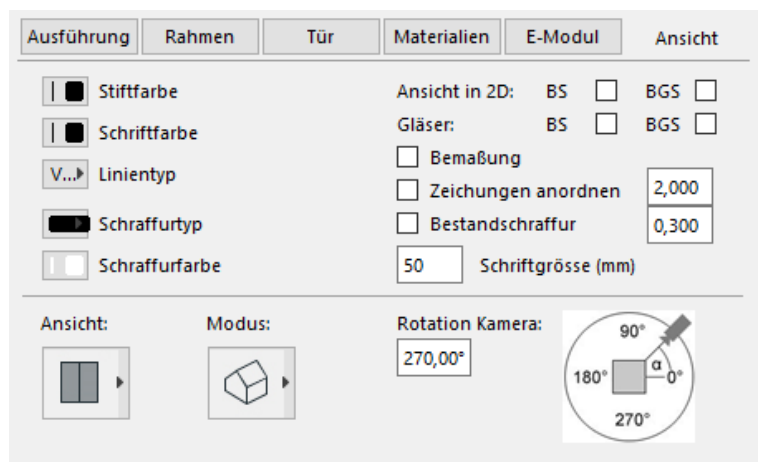 Ausführung Rahmen Tür Materialien E-Modul Ansicht
Stiftfarbe
Schriftfarbe
V... Linientyp
Schraffurtyp
Schraffurfarbe
Ansicht in 2D: BS BGS
Gläser: BS BGS
Bemaßung
Zeichungen anordnen 2,000
Bestandschraffur 0,300
50 Schriftgrösse (mm)
Ansicht: Modus: Rotation Kamera:
270,00°
90°
180° α 0°
270°